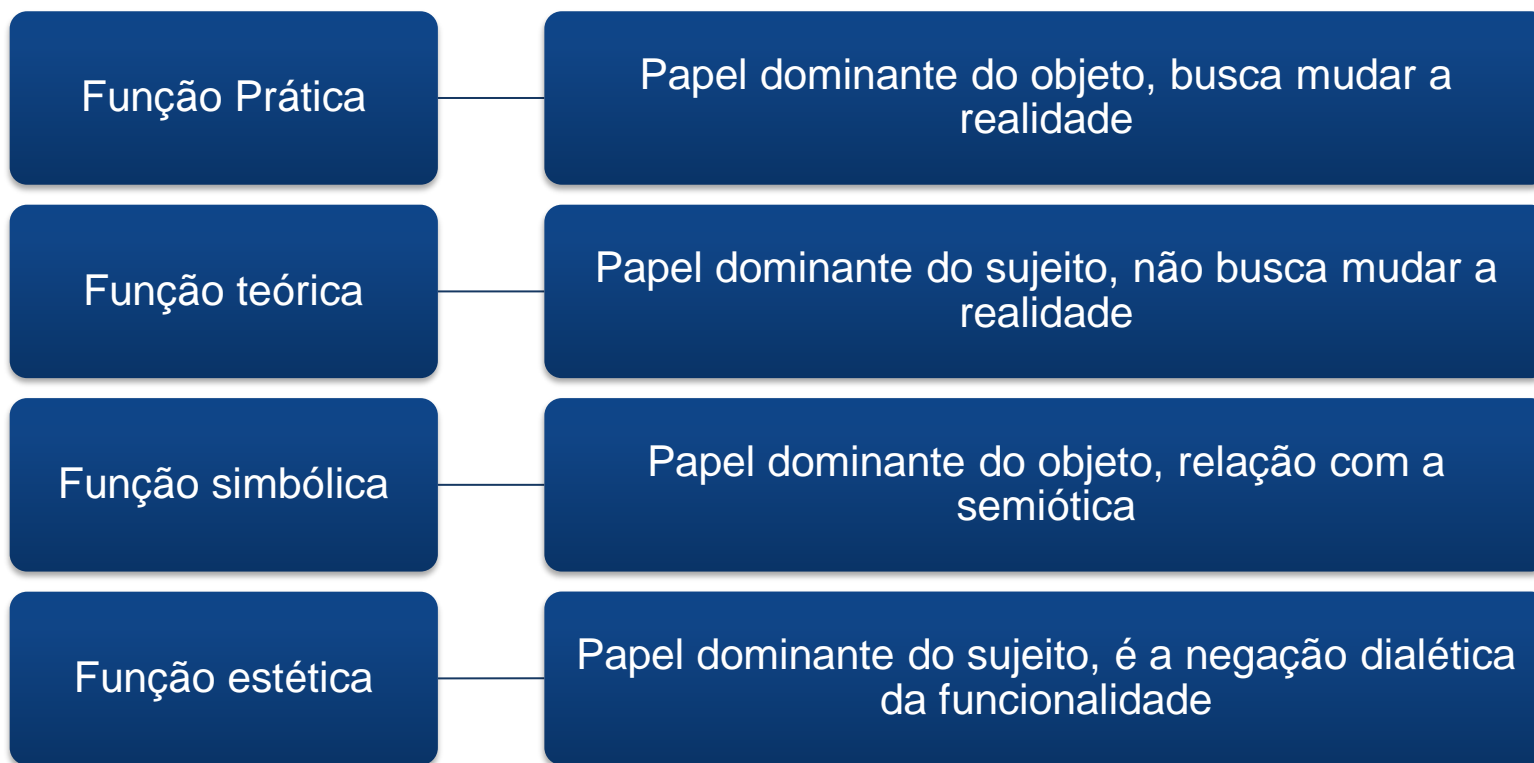 Função Prática
Papel dominante do objeto, busca mudar a
realidade
Função teórica
Papel dominante do sujeito, não busca mudar a
realidade
Função simbólica
Papel dominante do objeto, relação com a
semiótica
Função estética
Papel dominante do sujeito, é a negação dialética
da funcionalidade